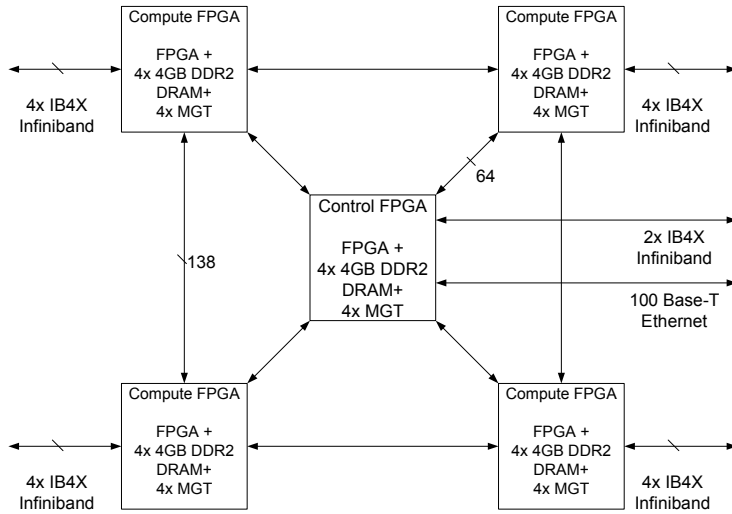 Compute FPGA
FPGA +
4x 4GB DDR2
DRAM+
4x MGT
Compute FPGA
FPGA +
4x 4GB DDR2
DRAM+
4x MGT
4x IB4X
Infiniband
4x IB4X
Infiniband
64
Control FPGA
FPGA +
4x 4GB DDR2
DRAM+
4x MGT
2x IB4X
Infiniband
138
100 Base-T
Ethernet
Compute FPGA
FPGA +
4x 4GB DDR2
DRAM+
4x MGT
Compute FPGA
FPGA +
4x 4GB DDR2
DRAM+
4x MGT
4x IB4X
Infiniband
4x IB4X
Infiniband